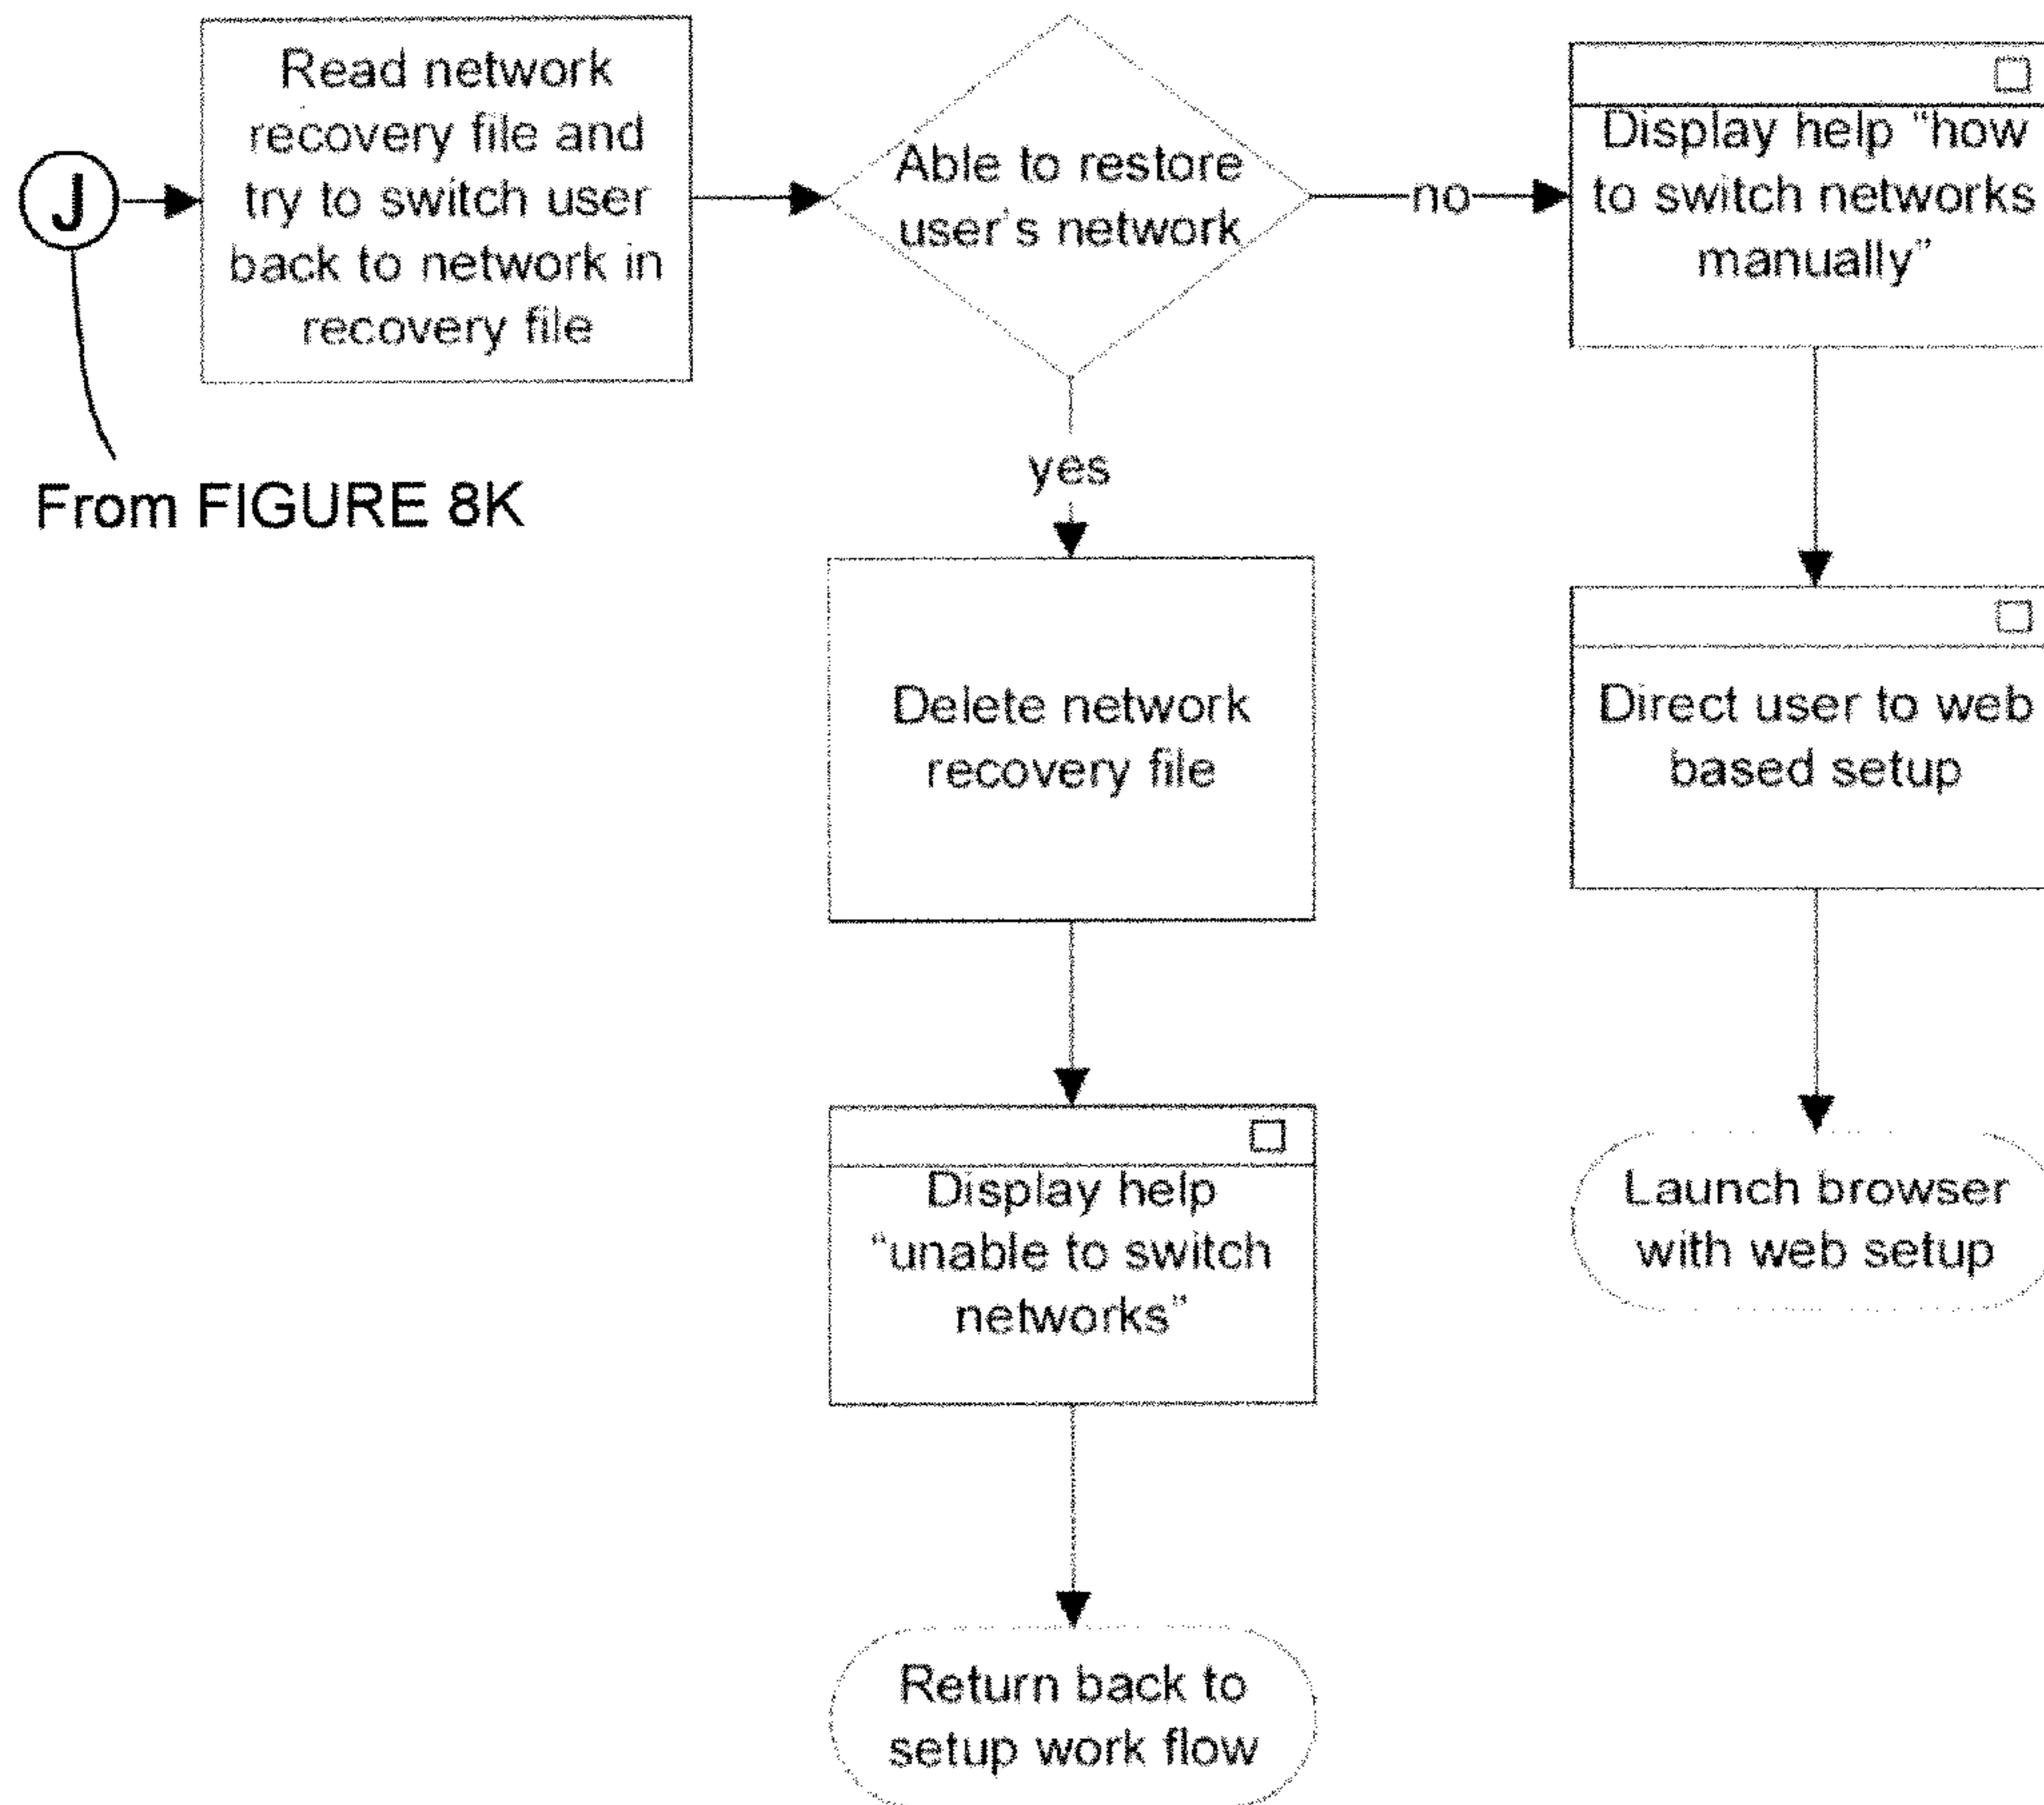 Read network
recovery file and
try to switch user
back to network in
recovery file
J
From FIGURE 8K
Able to restore
user's network
no
yes
Display help “how
to switch networks
manually”
Direct user to web
based setup
Launch browser
with web setup
Delete network
recovery file
Display help
“unable to switch
networks”
Return back to
setup work flow